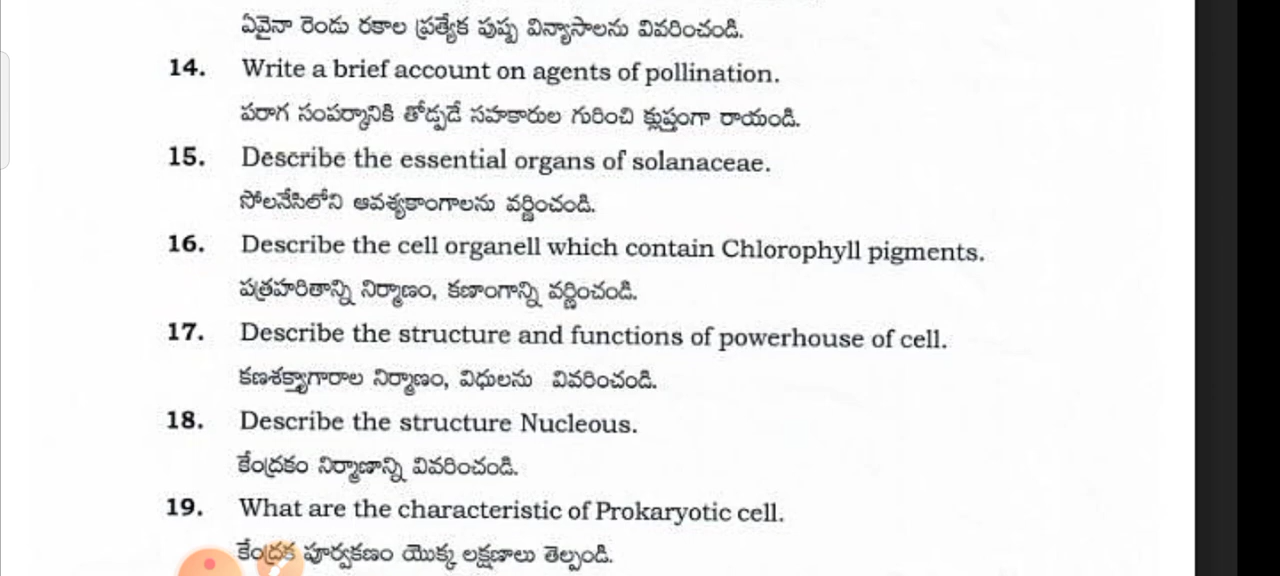 ఏవైనా రెండు రకాల ప్రత్యేక పుష్ప విన్యాసాలను వివరించండి.
14. Write a brief account on agents of pollination.
పరాగ సంపర్కానికి తోడ్పడే సహకారుల గురించి క్లుప్తంగా రాయండి.
15. Describe the essential organs of solanaceae.
సోలనేసిలోని ఆవశ్యకాంగాలను వర్ణించండి.
16. Describe the cell organell which contain Chlorophyll pigments.
పత్రహరితాన్ని నిర్మాణం, కణాంగాన్ని వర్ణించండి.
17. Describe the structure and functions of powerhouse of cell.
కణశక్త్యాగారాల నిర్మాణం, విధులను వివరించండి.
18. Describe the structure Nucleous.
కేంద్రకం నిర్మాణాన్ని వివరించండి.
19. What are the characteristic of Prokaryotic cell.
కేంద్రక పూర్వకణం యొక్క లక్షణాలు తెల్పండి.